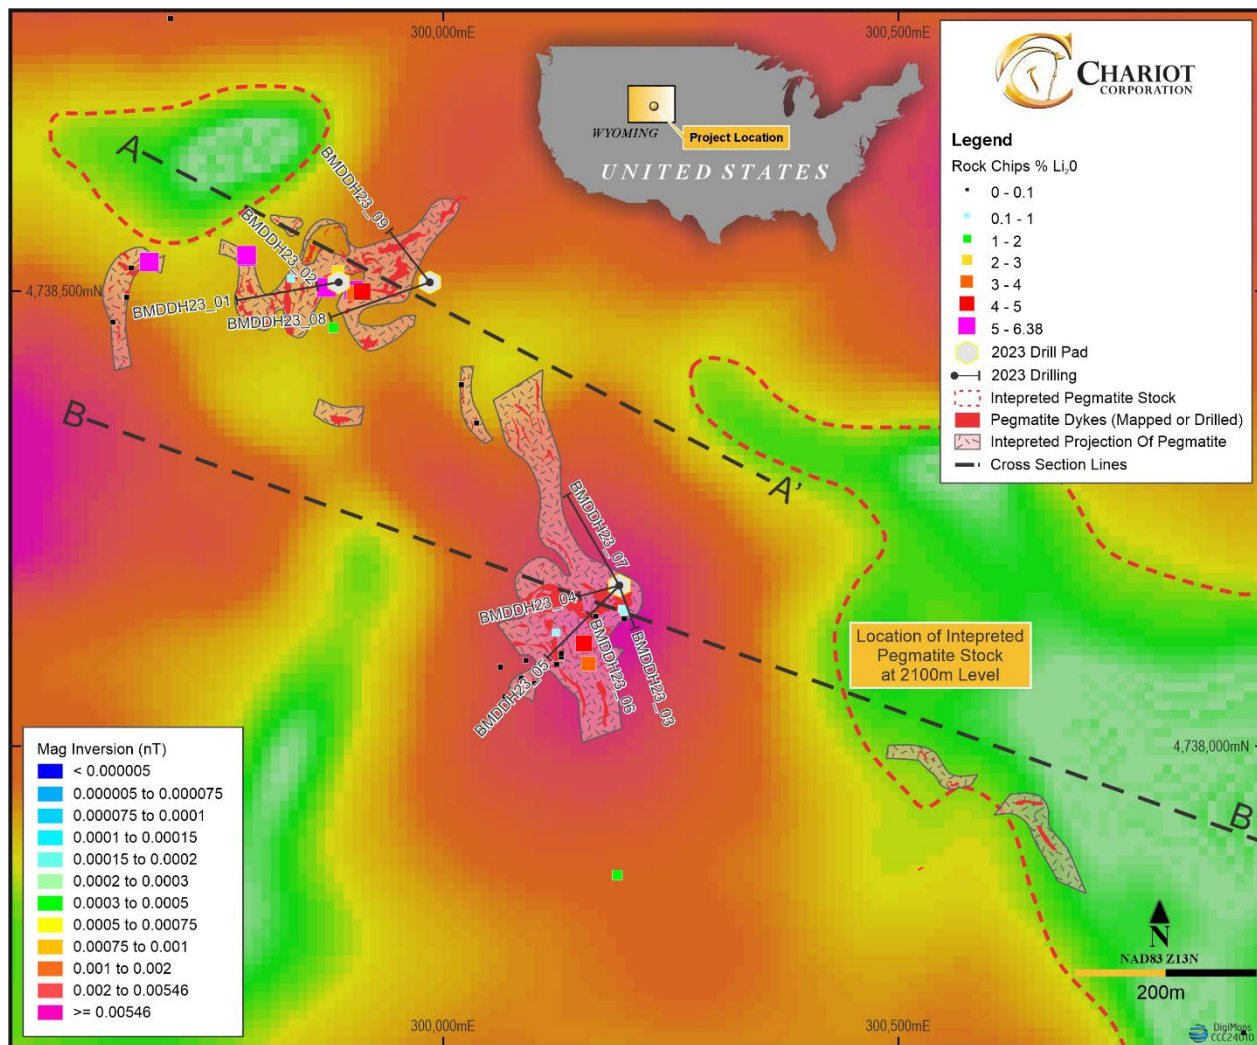 300,000mE
300,500mE
CHARIOT
CORPORATION
WYOMING
Project Location
UNITED STATES
Legend
Rock Chips % Li₂0
0 - 0.1
0.1 - 1
1 - 2
2 - 3
3 - 4
4 - 5
5 - 6.38
2023 Drill Pad
2023 Drilling
Intepreted Pegmatite Stock
Pegmatite Dykes (Mapped or Drilled)
Intepreted Projection Of Pegmatite
Cross Section Lines
A
BMDDH23_09
BMDDH23_02
4,738,500mN
BMDDH23_01
BMDDH23_08
B
A'
BMDDH23_07
BMDDH23_04
BMDDH23_05
BMDDH23_06
BMDDH23_03
Location of Intepreted
Pegmatite Stock
at 2100m Level
4,738,000mN
B
Mag Inversion (nT)
< 0.000005
0.000005 to 0.000075
0.000075 to 0.0001
0.0001 to 0.00015
0.00015 to 0.0002
0.0002 to 0.0003
0.0003 to 0.0005
0.0005 to 0.00075
0.00075 to 0.001
0.001 to 0.002
0.002 to 0.00546
>= 0.00546
N
NAD83 Z13N
200m
300,000mE
300,500mE
DigiMaps
CCC24010